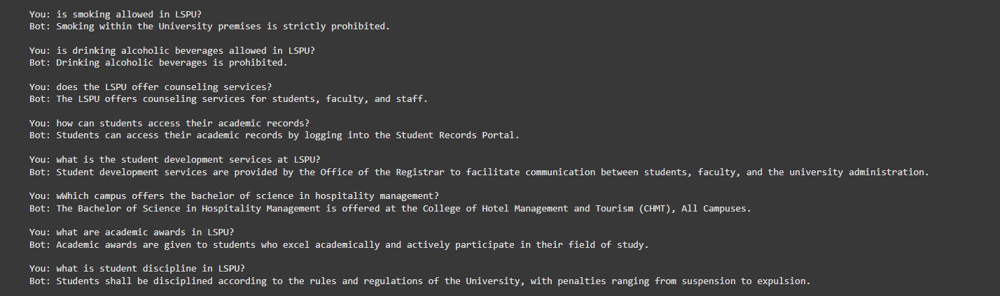 You: is smoking allowed in LSPU?
Bot: Smoking within the University premises is strictly prohibited.
You: is drinking alcoholic beverages allowed in LSPU?
Bot: Drinking alcoholic beverages is prohibited.
You: does the LSPU offer counseling services?
Bot: The LSPU offers counseling services for students, faculty, and staff.
You: how can students access their academic records?
Bot: Students can access their academic records by logging into the Student Records Portal.
You: what is the student development services at LSPU?
Bot: Student development services are provided by the Office of the Registrar to facilitate communication between students, faculty, and the university administration.
You: wWhich campus offers the bachelor of science in hospitality management?
Bot: The Bachelor of Science in Hospitality Management is offered at the College of Hotel Management and Tourism (CHMT), All Campuses.
You: what are academic awards in LSPU?
Bot: Academic awards are given to students who excel academically and actively participate in their field of study.
You: what is student discipline in LSPU?
Bot: Students shall be disciplined according to the rules and regulations of the University, with penalties ranging from suspension to expulsion.